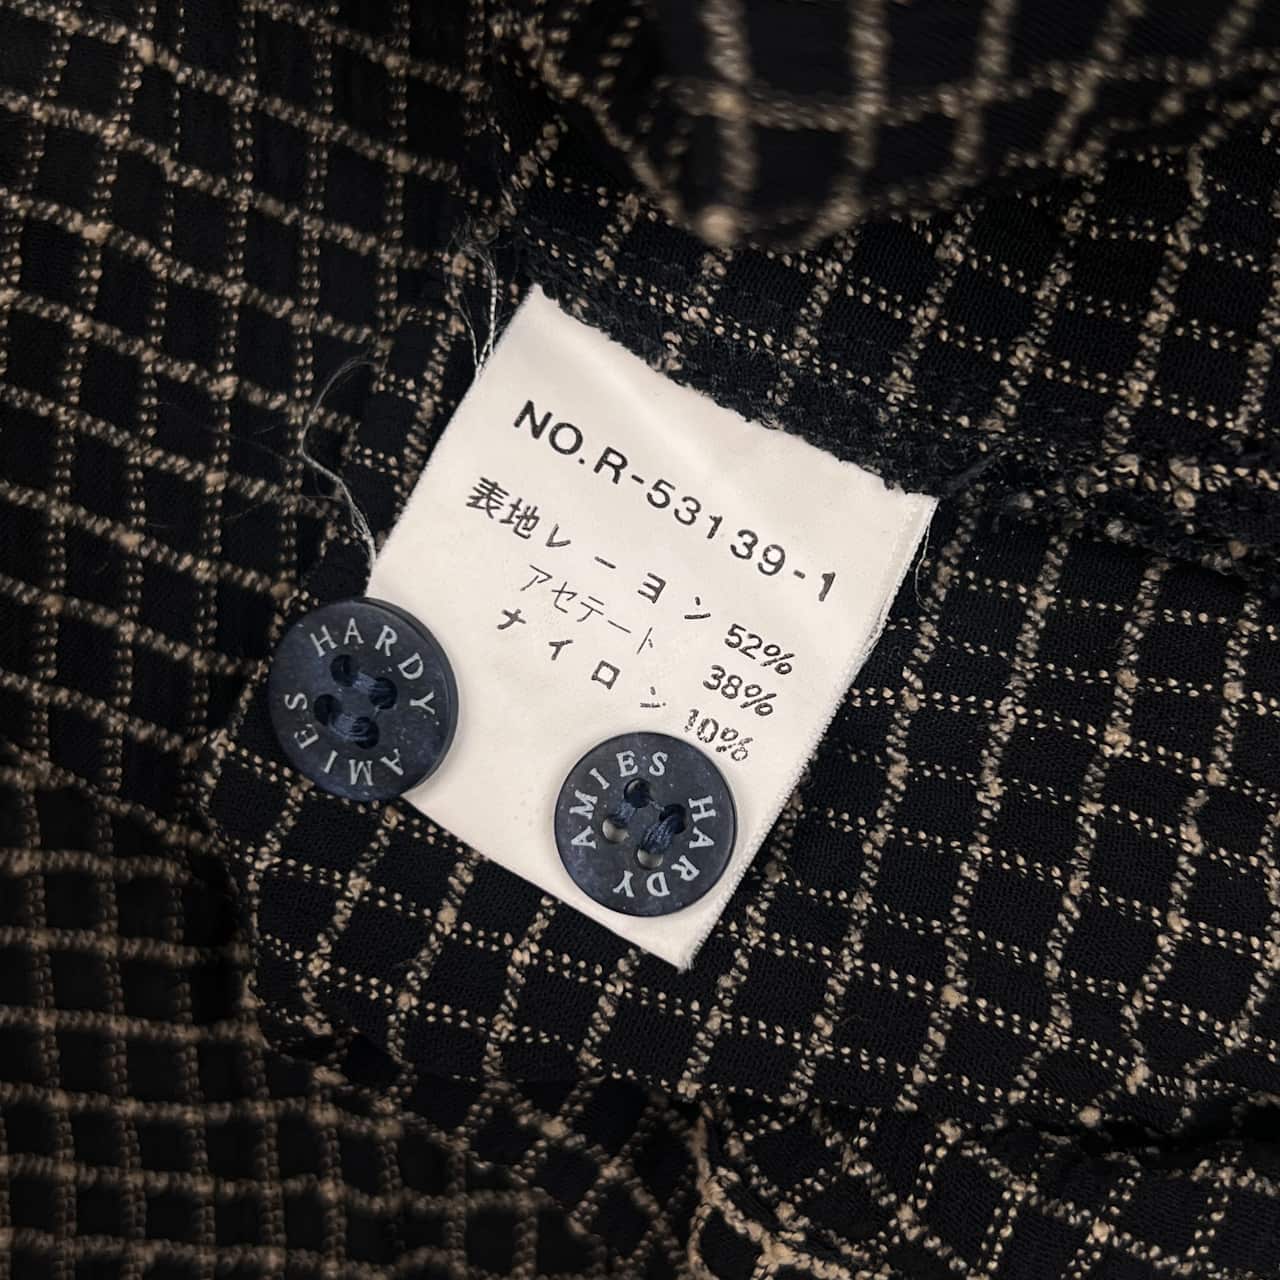 NO.R-53139-1
表地レーヨン 52%
アセテート 38%
ナイロン 10%
HARDY AMIES
HARDY AMIES